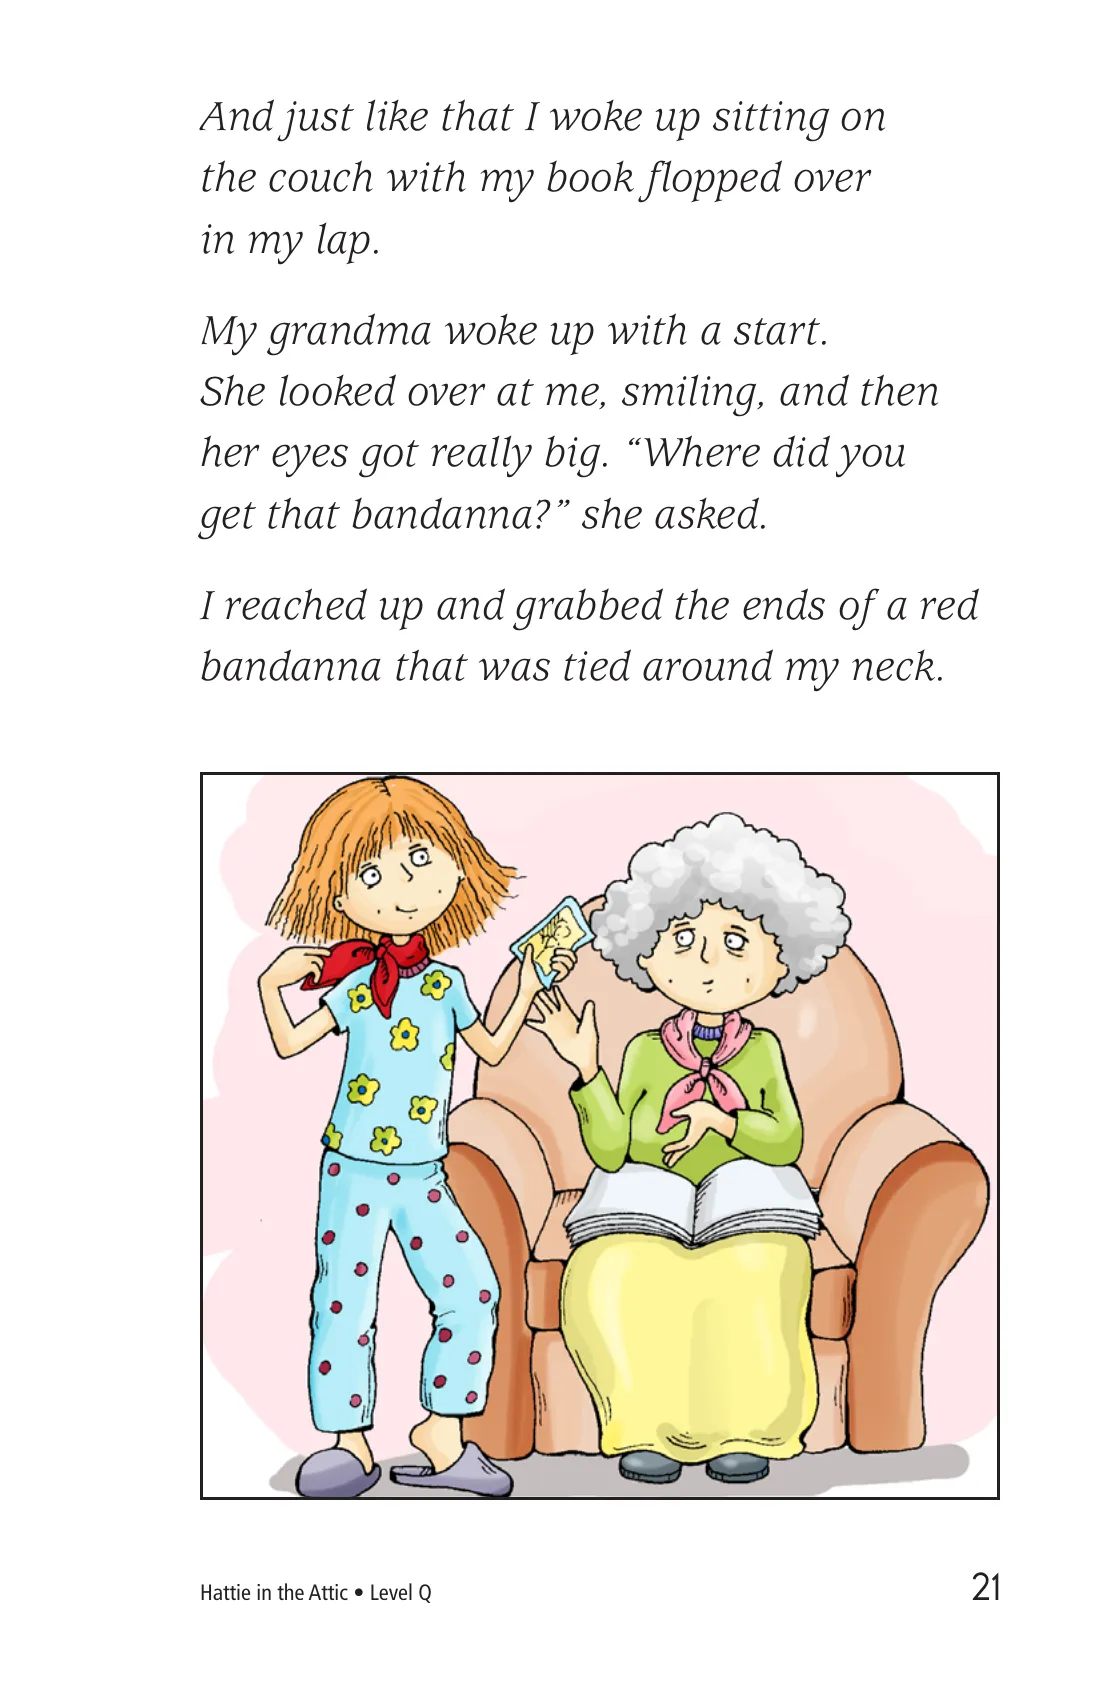 And just like that I woke up sitting on
the couch with my book flopped over
in my lap.
My grandma woke up with a start.
She looked over at me, smiling, and then
her eyes got really big. “Where did you
get that bandanna?” she asked.
I reached up and grabbed the ends of a red
bandanna that was tied around my neck.
Hattie in the Attic • Level Q
21